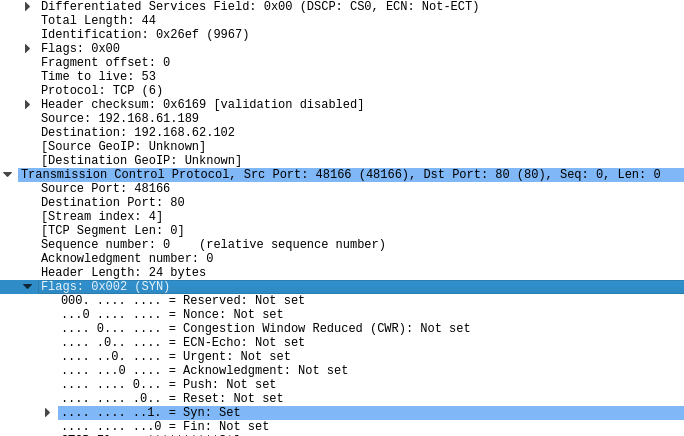 Differentiated Services Field: 0x00 (DSCP: CS0, ECN: Not-ECT)
Total Length: 44
Identification: 0x26ef (9967)
Flags: 0x00
Fragment offset: 0
Time to live: 53
Protocol: TCP (6)
Header checksum: 0x6169 [validation disabled]
Source: 192.168.61.189
Destination: 192.168.62.102
[Source GeoIP: Unknown]
[Destination GeoIP: Unknown]
Transmission Control Protocol, Src Port: 48166 (48166), Dst Port: 80 (80), Seq: 0, Len: 0
Source Port: 48166
Destination Port: 80
[Stream index: 4]
[TCP Segment Len: 0]
Sequence number: 0    (relative sequence number)
Acknowledgment number: 0
Header Length: 24 bytes
Flags: 0x002 (SYN)
000. .... .... = Reserved: Not set
...0 .... .... = Nonce: Not set
.... 0... .... = Congestion Window Reduced (CWR): Not set
.... .0.. .... = ECN-Echo: Not set
.... ..0. .... = Urgent: Not set
.... ...0 .... = Acknowledgment: Not set
.... .... 0... = Push: Not set
.... .... .0.. = Reset: Not set
.... .... ..1. = Syn: Set
.... .... ...0 = Fin: Not set